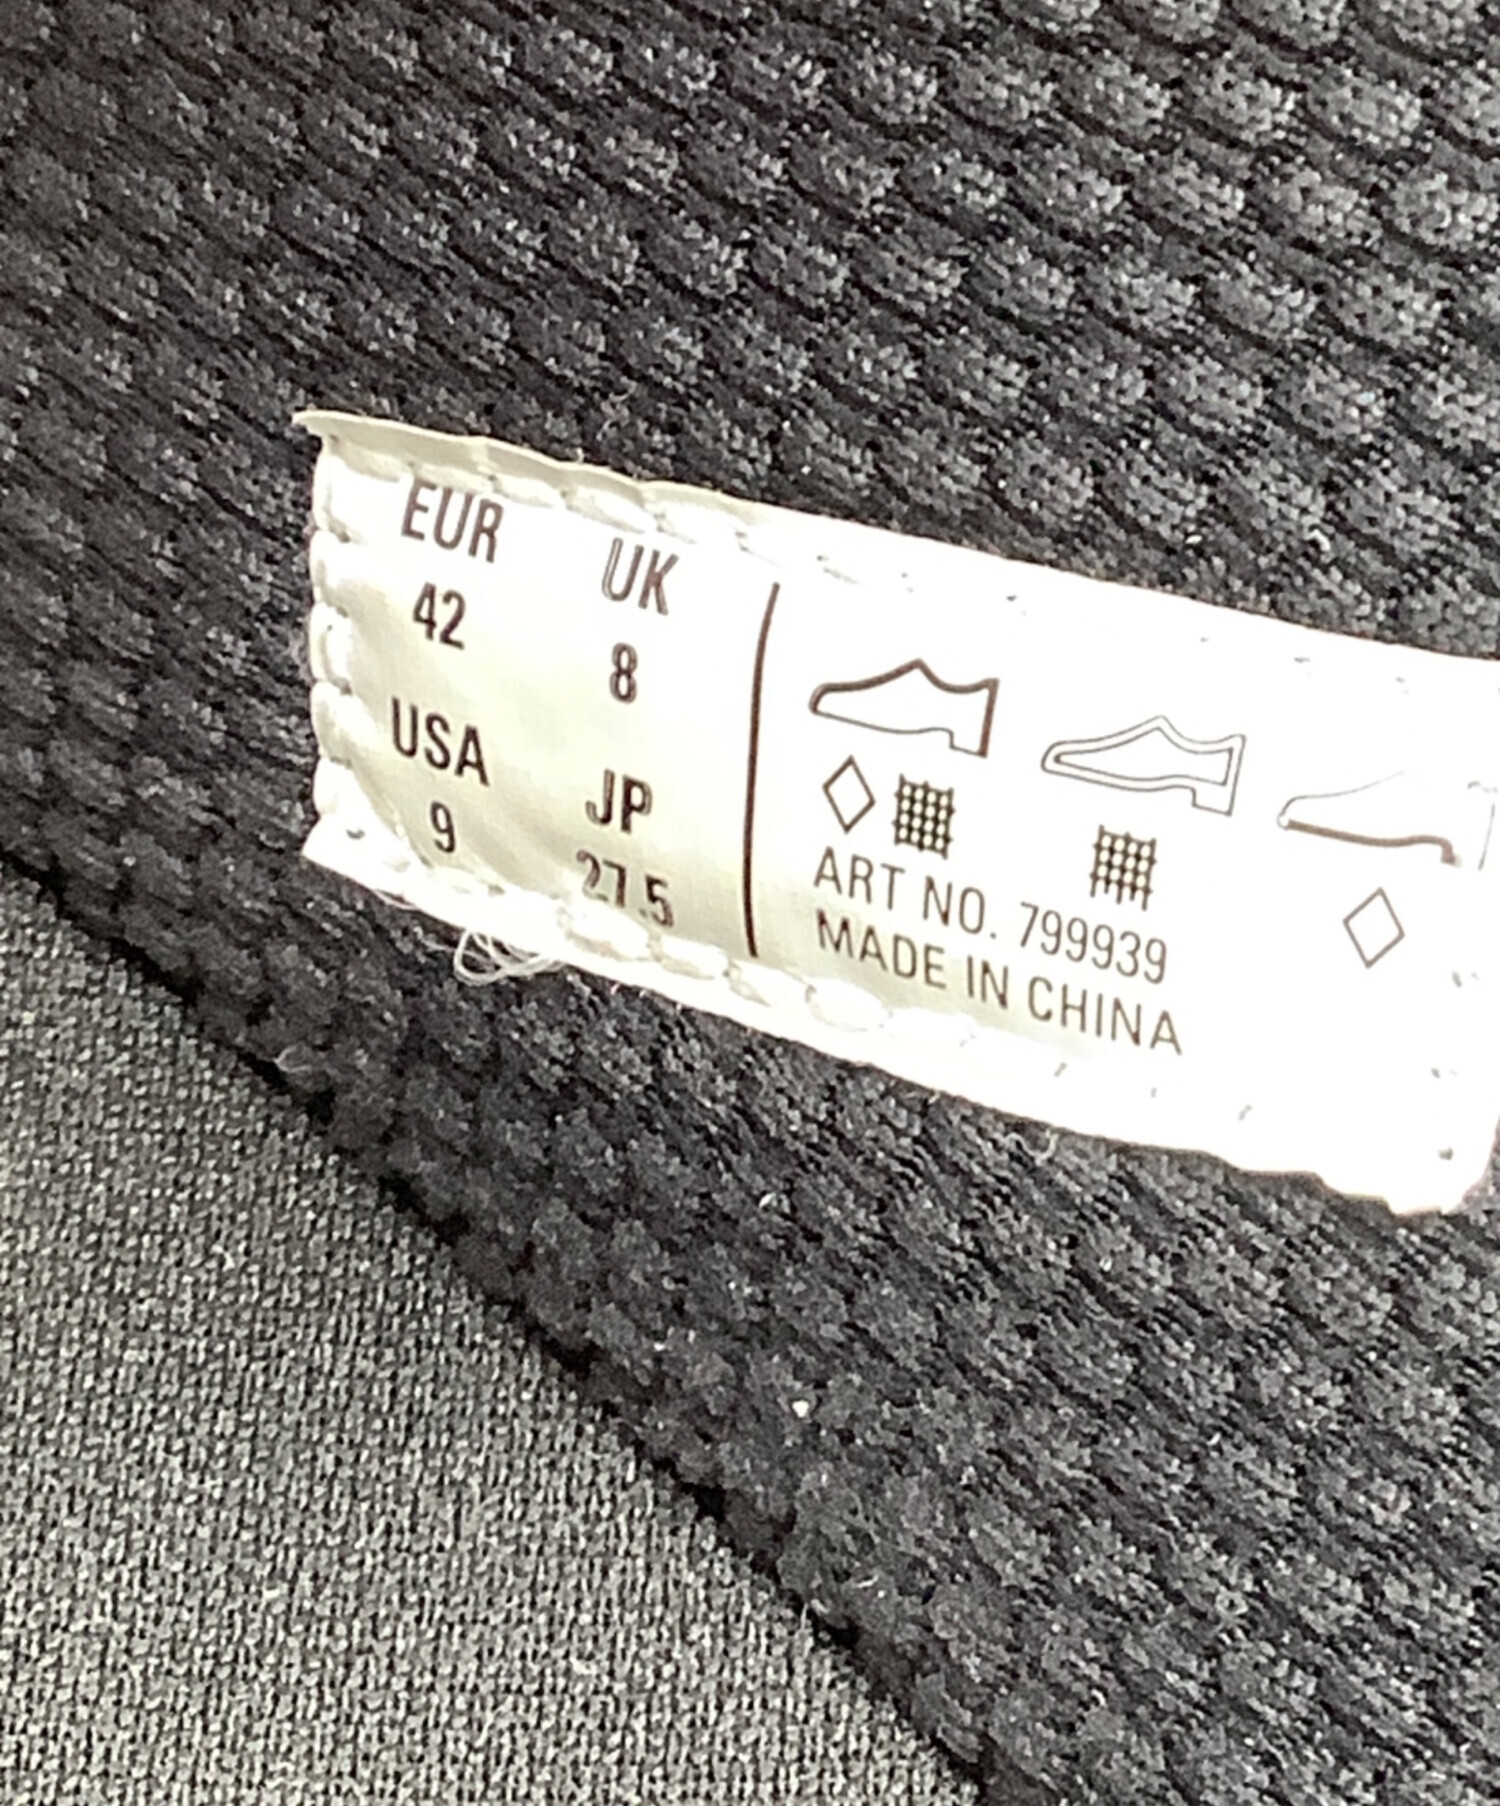 EUR UK
42 8
USA JP
9 27.5
ART NO. 799939
MADE IN CHINA